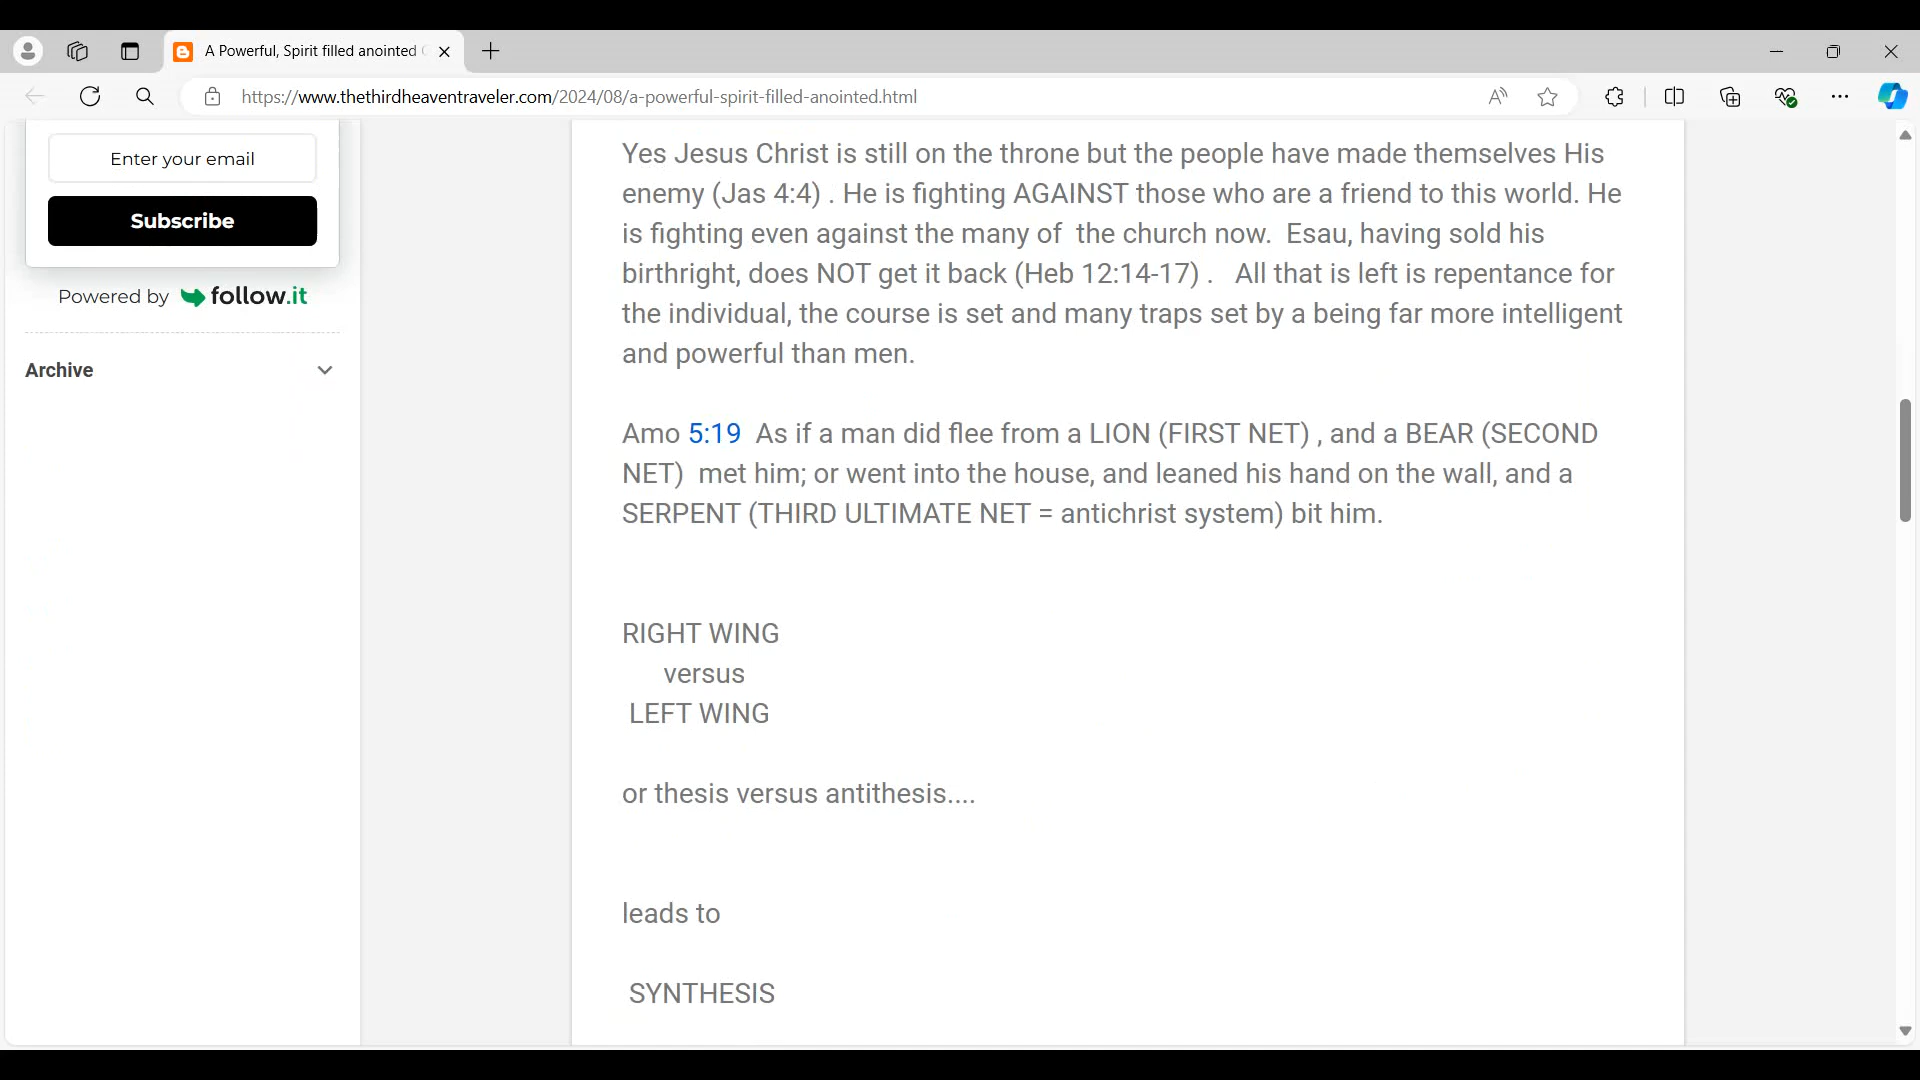 A Powerful, Spirit filled anointed
https://www.thethirdheaventraveler.com/2024/08/a-powerful-spirit-filled-anointed.html
Enter your email
Subscribe
Powered by follow.it
Archive
Yes Jesus Christ is still on the throne but the people have made themselves His
enemy (Jas 4:4) . He is fighting AGAINST those who are a friend to this world. He
is fighting even against the many of  the church now.  Esau, having sold his
birthright, does NOT get it back (Heb 12:14-17) .   All that is left is repentance for
the individual, the course is set and many traps set by a being far more intelligent
and powerful than men.
Amo 5:19  As if a man did flee from a LION (FIRST NET) , and a BEAR (SECOND
NET)  met him; or went into the house, and leaned his hand on the wall, and a
SERPENT (THIRD ULTIMATE NET = antichrist system) bit him.
RIGHT WING
versus
LEFT WING
or thesis versus antithesis....
leads to
SYNTHESIS